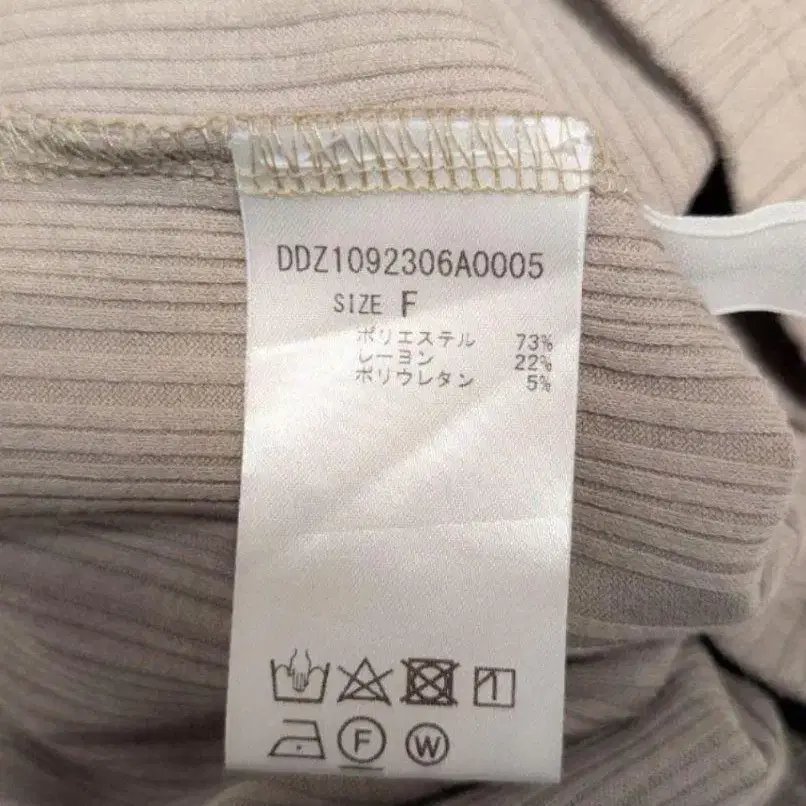 DDZ1092306A0005
SIZE F
ポリエステル 73%
レーヨン 22%
ポリウレタン 5%
F W